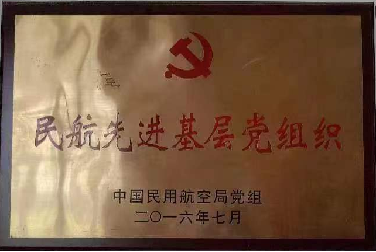 民航先进基层党组织
中国民用航空局党组
二〇一六年七月